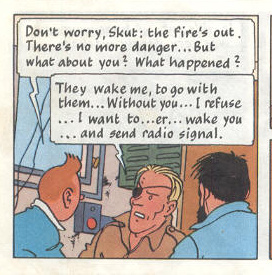 Don't worry, Skut: the fire's out.
There's no more danger...But
what about you? What happened?
They wake me, to go with
them...Without you...I refuse
...I want to...er...wake you
...and send radio signal.